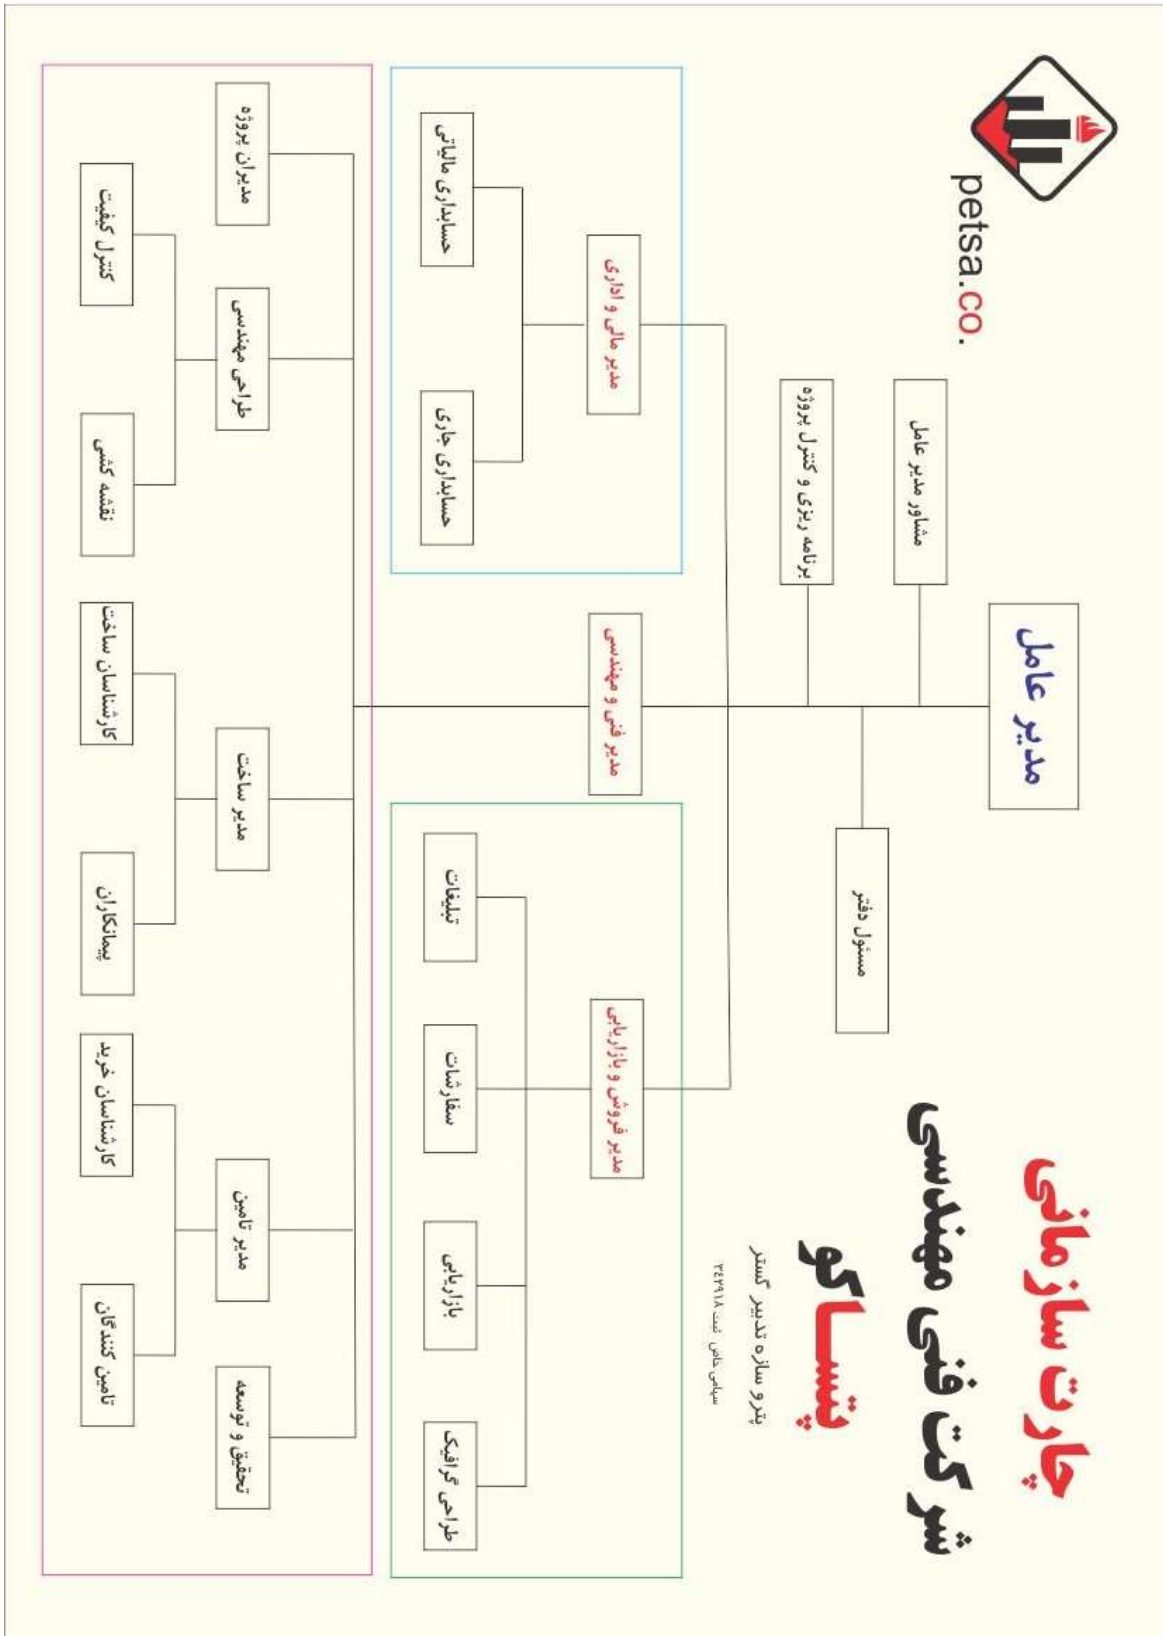 چارت سازمانی
شرکت فنی مهندسی
پتساکو
پترو سازه تدبیر گستر
سهامی خاص ثبت ۳۴۲۹۱۸
petsa.co.
مدیر عامل
مشاور مدیر عامل
مسئول دفتر
برنامه ریزی و کنترل پروژه
مدیر مالی و اداری
مدیر فنی و مهندسی
مدیر فروش و بازاریابی
حسابداری مالیاتی
حسابداری جاری
تبلیغات
سفارشات
بازاریابی
طراحی گرافیک
مدیران پروژه
طراحی مهندسی
مدیر ساخت
مدیر تامین
تحقیق و توسعه
کنترل کیفیت
نقشه کشی
کارشناسان ساخت
پیمانکاران
کارشناسان خرید
تامین کنندگان